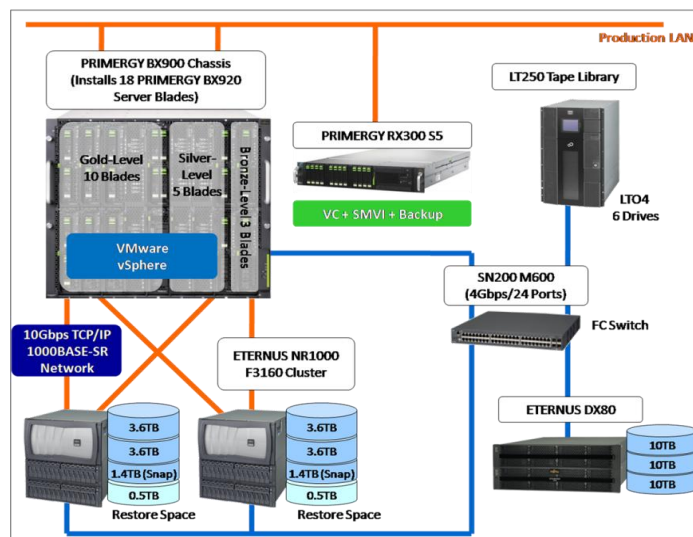 Production LAN
PRIMERGY BX900 Chassis
(Installs 18 PRIMERGY BX920
Server Blades)
LT250 Tape Library
PRIMERGY RX300 S5
Gold-Level
10 Blades
Silver-
Level
5 Blades
Bronze-Level 3 Blades
LTO4
6 Drives
VC + SMVI + Backup
VMware
vSphere
SN200 M600
(4Gbps/24 Ports)
FC Switch
10Gbps TCP/IP
1000BASE-SR
Network
ETERNUS NR1000
F3160 Cluster
ETERNUS DX80
3.6TB
3.6TB
1.4TB (Snap)
0.5TB
Restore Space
3.6TB
3.6TB
1.4TB (Snap)
0.5TB
Restore Space
10TB
10TB
10TB